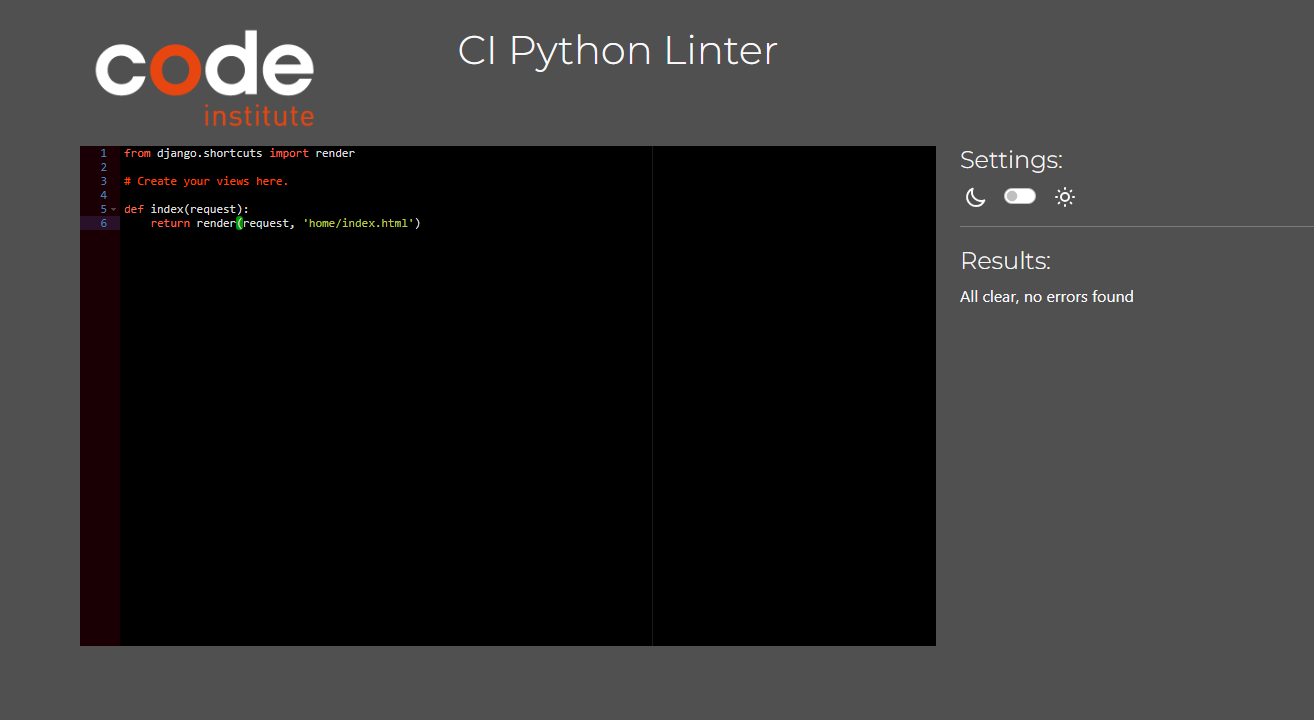 code
institute
CI Python Linter
1 from django.shortcuts import render
2
3 # Create your views here.
4
5 def index(request):
6     return render(request, 'home/index.html')
Settings:
Results:
All clear, no errors found